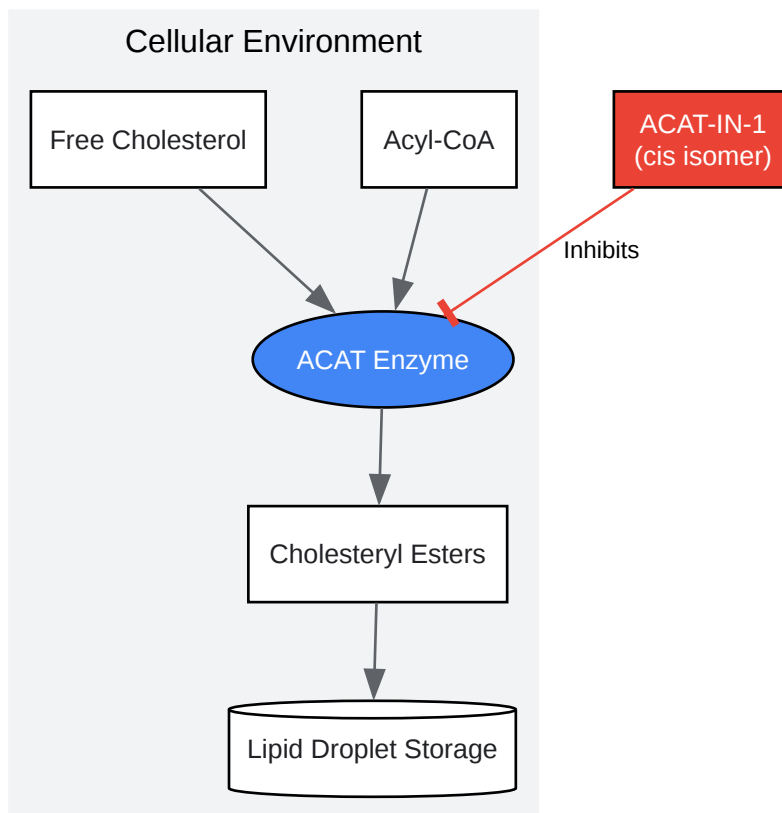 Cellular Environment
Free Cholesterol
Acyl-CoA
ACAT-IN-1
(cis isomer)
Inhibits
ACAT Enzyme
Cholesteryl Esters
Lipid Droplet Storage